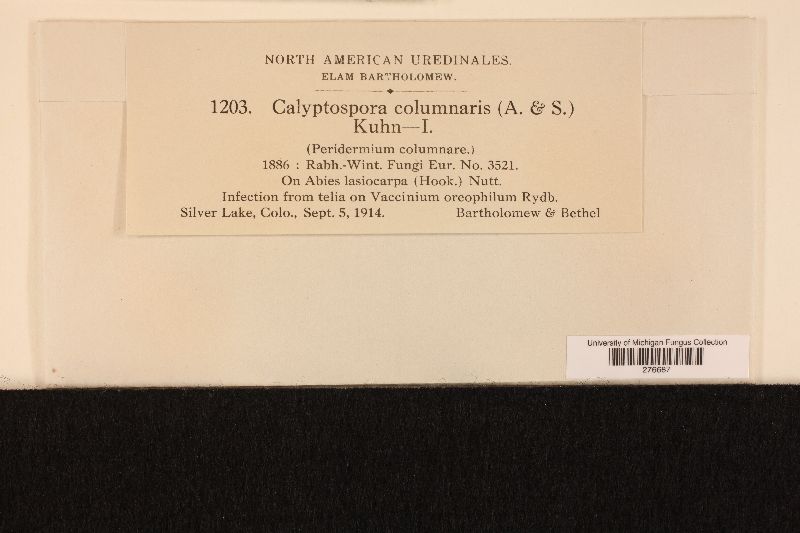 NORTH AMERICAN UREDINALES.
ELAM BARTHOLOMEW.
1203. Calyptospora columnaris (A. & S.)
Kuhn—I.
(Peridermium columnare.)
1886 : Rabh.-Wint. Fungi Eur. No. 3521.
On Abies lasiocarpa (Hook.) Nutt.
Infection from telia on Vaccinium oreophilum Rydb.
Silver Lake, Colo., Sept. 5, 1914. Bartholomew & Bethel
University of Michigan Fungus Collection
276687